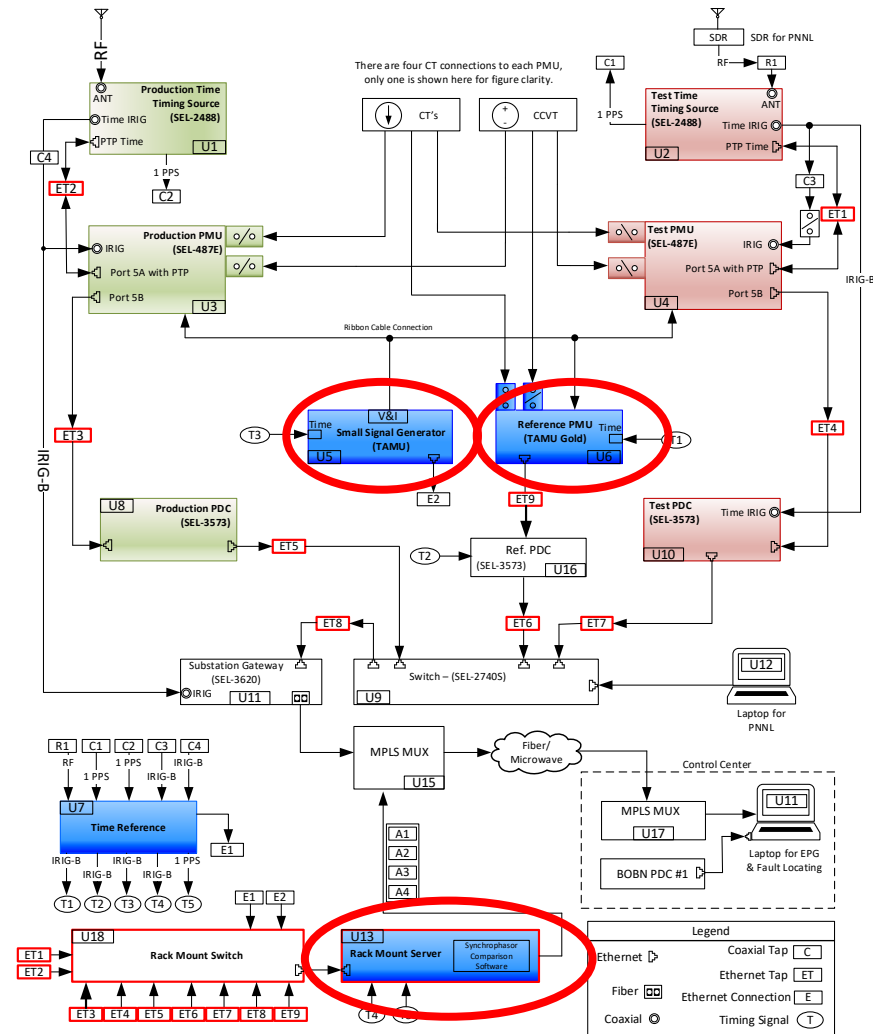 SDR
SDR for PNNL
RF
RF
C1
R1
There are four CT connections to each PMU,
only one is shown here for figure clarity.
Production Time
Timing Source
(SEL-2488)
ANT
Time IRIG
PTP Time
U1
C4
ET2
1 PPS
C2
CT's
+
-
CCVT
1 PPS
Test Time
Timing Source
(SEL-2488)
ANT
Time IRIG
PTP Time
U2
C3
ET1
IRIG-B
Production PMU
(SEL-487E)
IRIG
Port 5A with PTP
Port 5B
U3
Test PMU
(SEL-487E)
IRIG
Port 5A with PTP
Port 5B
U4
Ribbon Cable Connection
V&I
Time
Small Signal Generator
(TAMU)
U5
T3
E2
Reference PMU
(TAMU Gold)
Time
U6
T1
ET3
ET4
IRIG-B
ET9
U8
Production PDC
(SEL-3573)
ET5
T2
Ref. PDC
(SEL-3573)
U16
Test PDC
(SEL-3573)
Time IRIG
U10
ET8
ET6
ET7
Substation Gateway
(SEL-3620)
IRIG
U11
Switch – (SEL-2740S)
U9
U12
Laptop for
PNNL
MPLS MUX
U15
Fiber/
Microwave
Control Center
MPLS MUX
U17
BOBN PDC #1
U11
Laptop for EPG
& Fault Locating
R1
C1
C2
C3
C4
RF
1 PPS
1 PPS
IRIG-B
IRIG-B
U7
Time Reference
E1
IRIG-B
IRIG-B
IRIG-B
IRIG-B
1 PPS
T1
T2
T3
T4
T5
A1
A2
A3
A4
E1
E2
U18
Rack Mount Switch
ET1
ET2
ET3
ET4
ET5
ET6
ET7
ET8
ET9
U13
Rack Mount Server
Synchrophasor
Comparison
Software
T4
Legend
Ethernet
Coaxial Tap
C
Ethernet Tap
ET
Fiber
Ethernet Connection
E
Coaxial
Timing Signal
T